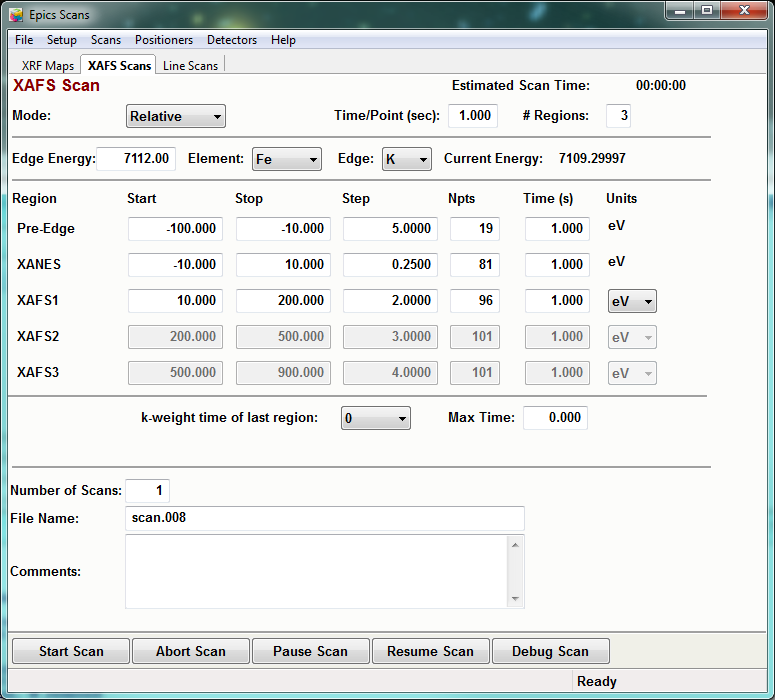 Epics Scans
File Setup Scans Positioners Detectors Help
XRF Maps XAFS Scans Line Scans
XAFS Scan Estimated Scan Time: 00:00:00
Mode: Relative Time/Point (sec): 1.000 # Regions: 3
Edge Energy: 7112.00 Element: Fe Edge: K Current Energy: 7109.29997
Region Start Stop Step Npts Time (s) Units
Pre-Edge -100.000 -10.000 5.0000 19 1.000 eV
XANES -10.000 10.000 0.2500 81 1.000 eV
XAFS1 10.000 200.000 2.0000 96 1.000 eV
XAFS2 200.000 500.000 3.0000 101 1.000 eV
XAFS3 500.000 900.000 4.0000 101 1.000 eV
k-weight time of last region: 0 Max Time: 0.000
Number of Scans: 1
File Name: scan.008
Comments:
Start Scan Abort Scan Pause Scan Resume Scan Debug Scan
Ready